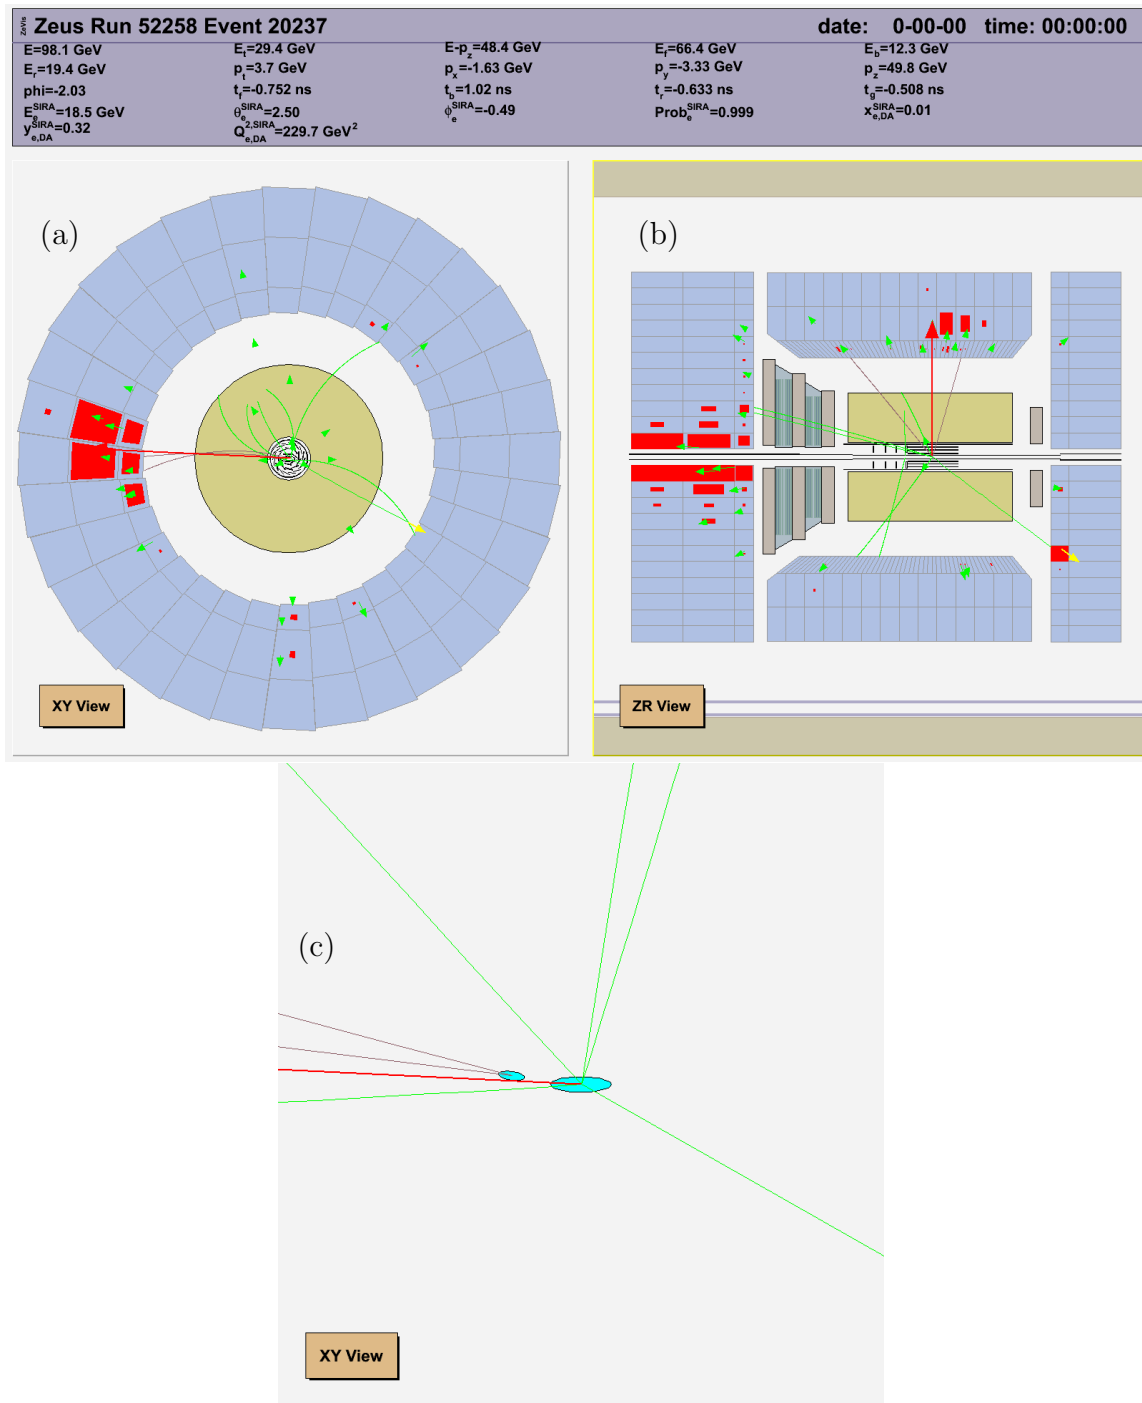 ZeVis Zeus Run 52258 Event 20237 date: 0-00-00 time: 00:00:00
E=98.1 GeV E_t=29.4 GeV E-p_z=48.4 GeV E_f=66.4 GeV E_b=12.3 GeV
E_r=19.4 GeV p_t=3.7 GeV p_x=-1.63 GeV p_y=-3.33 GeV p_z=49.8 GeV
phi=-2.03 t_f=-0.752 ns t_b=1.02 ns t_r=-0.633 ns t_g=-0.508 ns
E_e^SIRA=18.5 GeV θ_e^SIRA=2.50 ϕ_e^SIRA=-0.49 Prob_e^SIRA=0.999 x_e,DA^SIRA=0.01
y_e,DA^SIRA=0.32 Q_e,DA^2,SIRA=229.7 GeV^2
(a)
(b)
XY View
ZR View
(c)
XY View